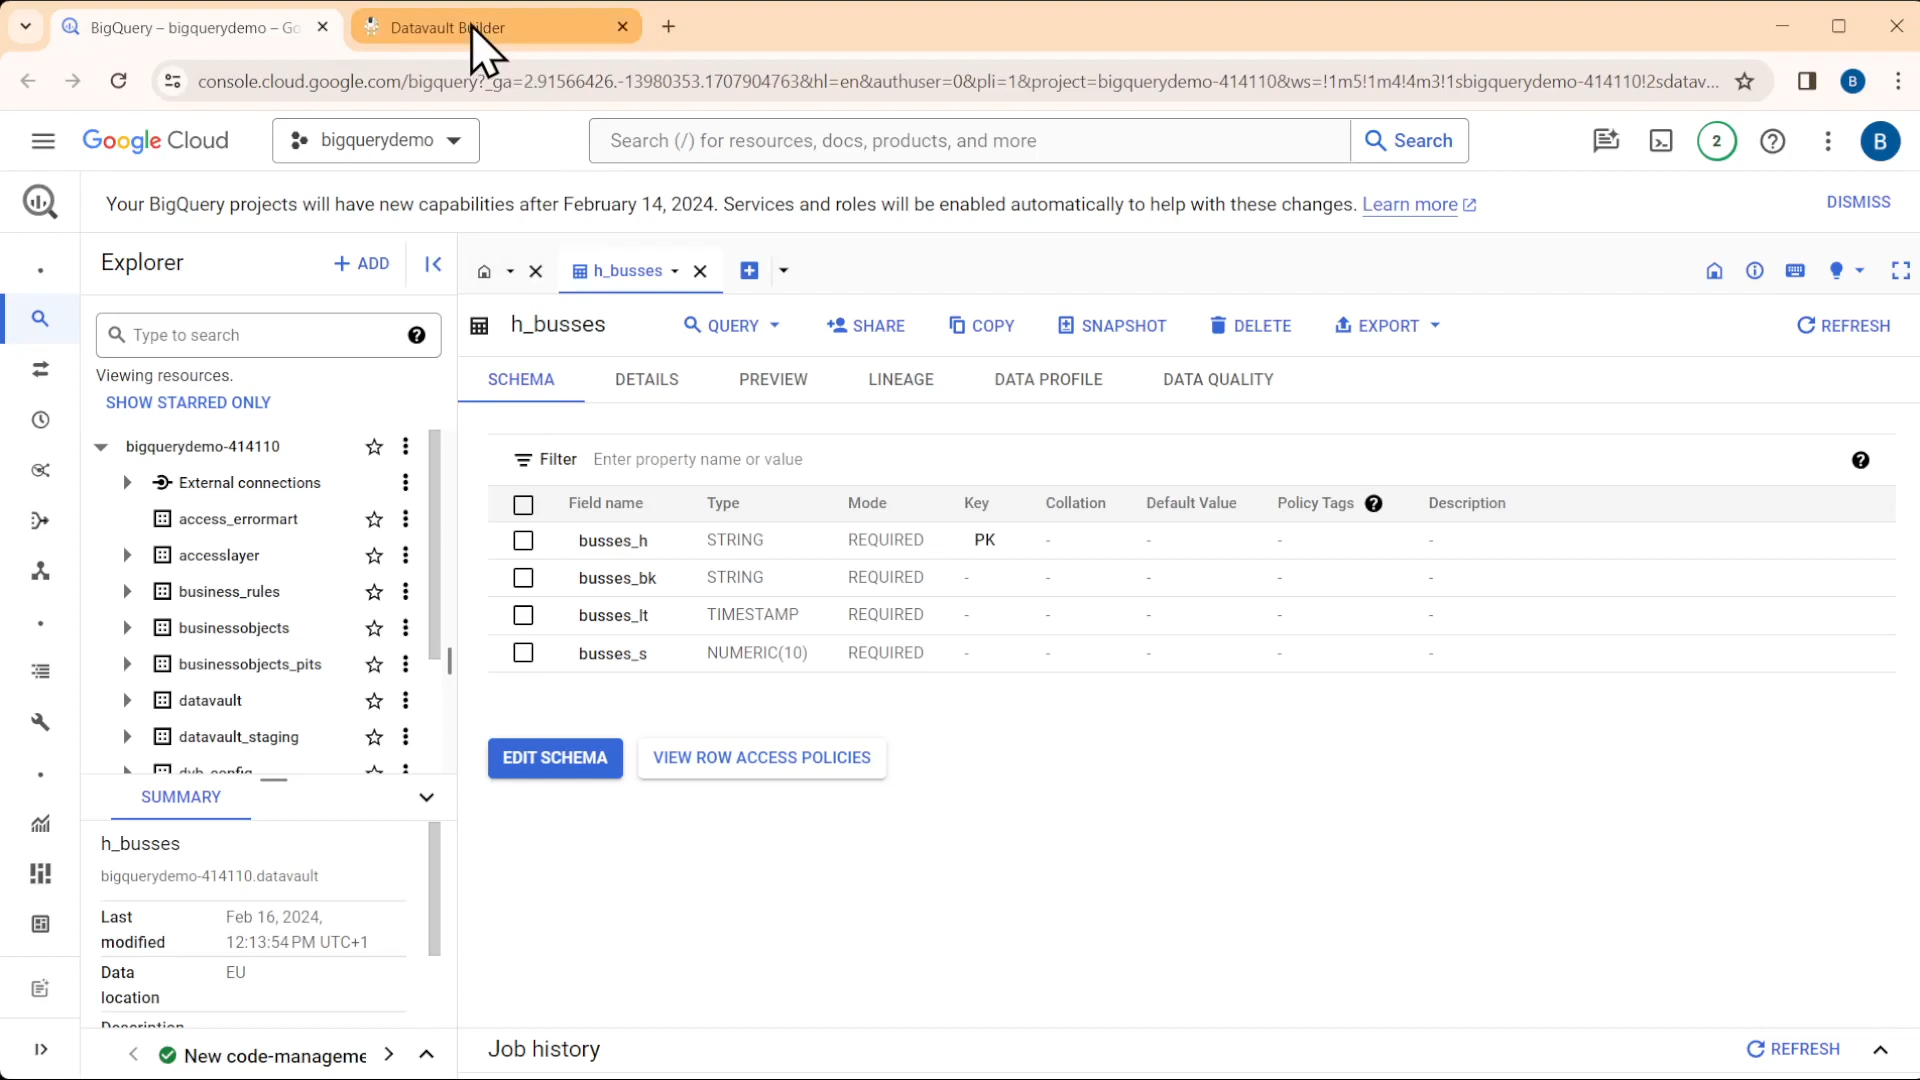 BigQuery – bigquerydemo – Go
Datavault Builder
console.cloud.google.com/bigquery?_ga=2.91566426.-13980353.1707904763&hl=en&authuser=0&pli=1&project=bigquerydemo-414110&ws=!1m5!1m4!4m3!1sbigquerydemo-414110!2sdatav...
B
Google Cloud
bigquerydemo
Search (/) for resources, docs, products, and more
Search
2
B
Your BigQuery projects will have new capabilities after February 14, 2024. Services and roles will be enabled automatically to help with these changes. Learn more
DISMISS
Explorer
+ ADD
h_busses
h_busses
QUERY
SHARE
COPY
SNAPSHOT
DELETE
EXPORT
REFRESH
Type to search
Viewing resources.
SHOW STARRED ONLY
SCHEMA
DETAILS
PREVIEW
LINEAGE
DATA PROFILE
DATA QUALITY
bigquerydemo-414110
External connections
access_errormart
accesslayer
business_rules
businessobjects
businessobjects_pits
datavault
datavault_staging
dvb_config
Filter Enter property name or value
Field name Type Mode Key Collation Default Value Policy Tags Description
busses_h STRING REQUIRED PK - - - -
busses_bk STRING REQUIRED - - - - -
busses_lt TIMESTAMP REQUIRED - - - - -
busses_s NUMERIC(10) REQUIRED - - - - -
EDIT SCHEMA
VIEW ROW ACCESS POLICIES
SUMMARY
h_busses
bigquerydemo-414110.datavault
Last modified Feb 16, 2024, 12:13:54 PM UTC+1
Data location EU
Description
New code-manageme
Job history
REFRESH